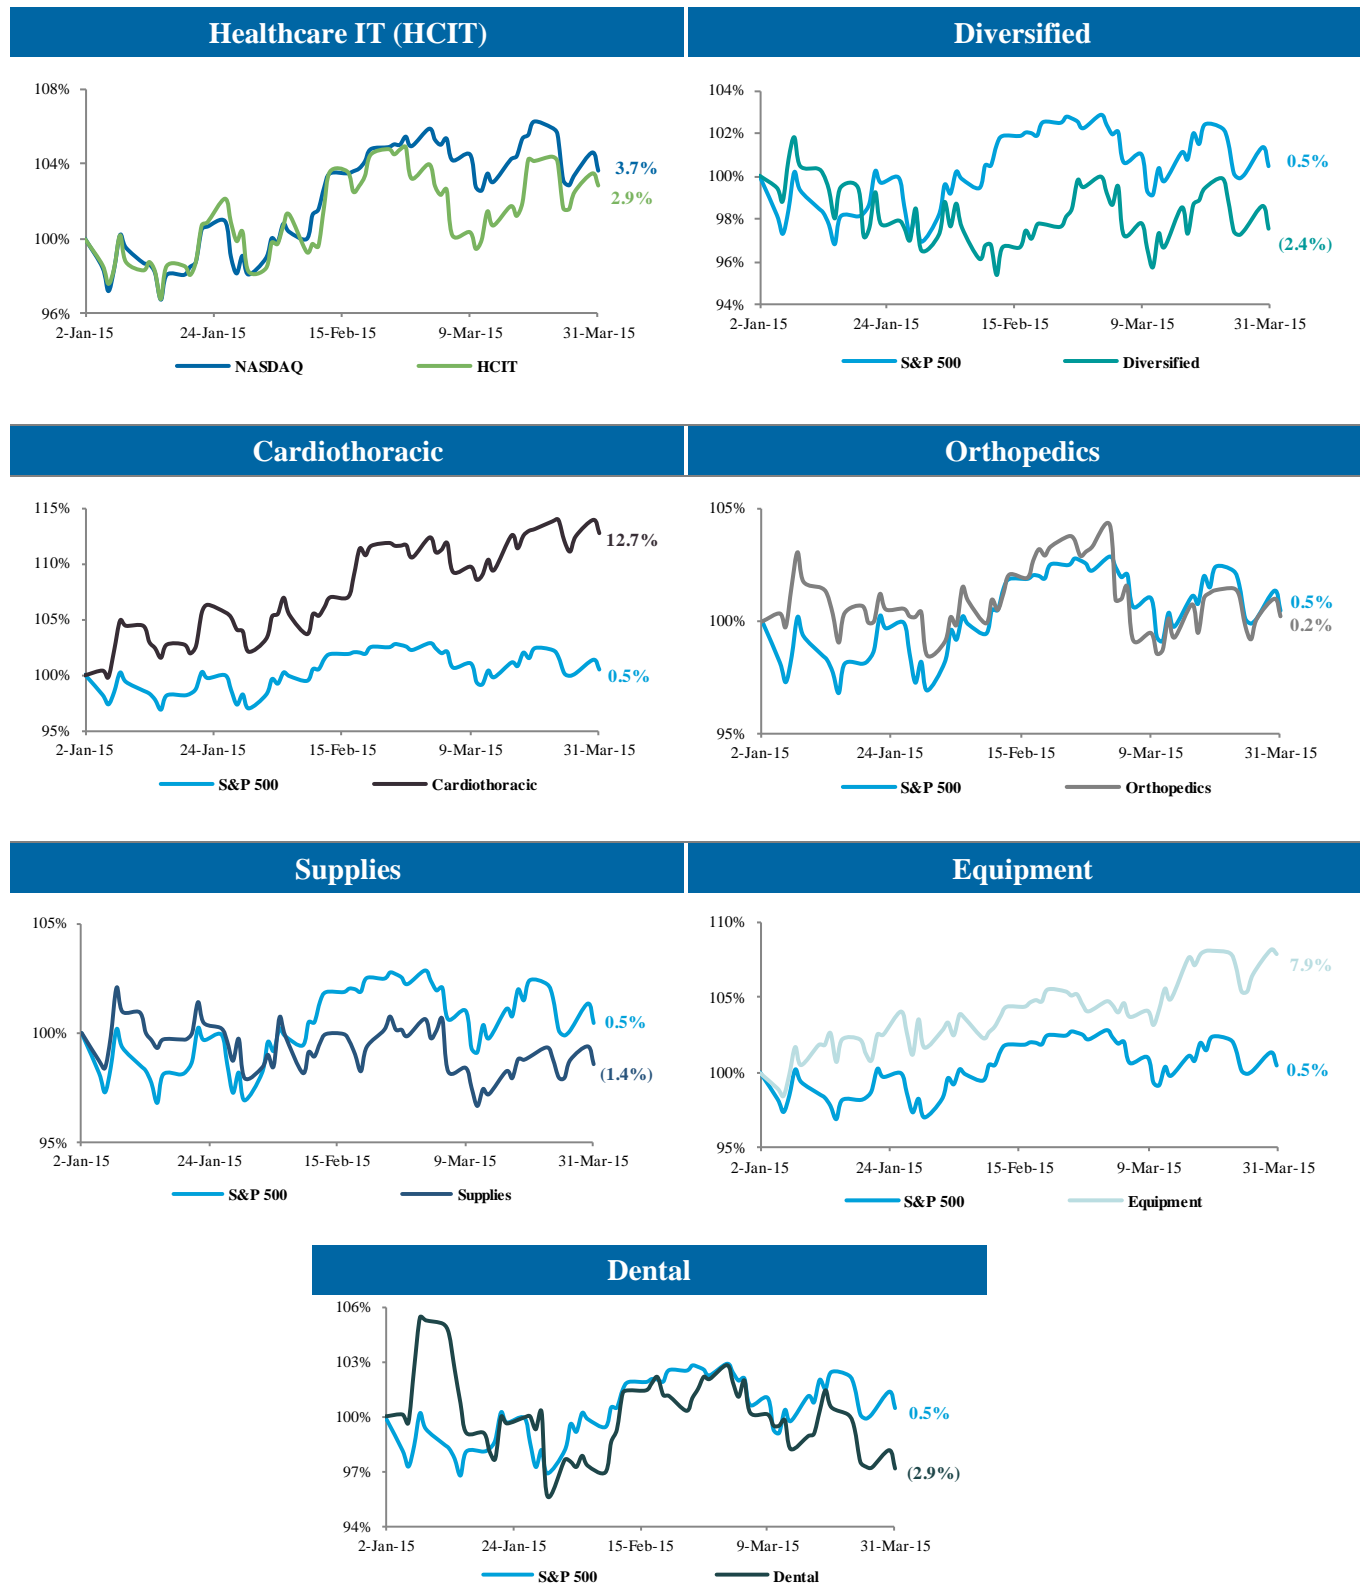 Healthcare IT (HCIT)
108%
104%
100%
96%
3.7%
2.9%
2-Jan-15 24-Jan-15 15-Feb-15 9-Mar-15 31-Mar-15
NASDAQ HCIT
Diversified
104%
102%
100%
98%
96%
94%
0.5%
(2.4%)
2-Jan-15 24-Jan-15 15-Feb-15 9-Mar-15 31-Mar-15
S&P 500 Diversified
Cardiothoracic
115%
110%
105%
100%
95%
12.7%
0.5%
2-Jan-15 24-Jan-15 15-Feb-15 9-Mar-15 31-Mar-15
S&P 500 Cardiothoracic
Orthopedics
105%
100%
95%
0.5%
0.2%
2-Jan-15 24-Jan-15 15-Feb-15 9-Mar-15 31-Mar-15
S&P 500 Orthopedics
Supplies
105%
100%
95%
0.5%
(1.4%)
2-Jan-15 24-Jan-15 15-Feb-15 9-Mar-15 31-Mar-15
S&P 500 Supplies
Equipment
110%
105%
100%
95%
7.9%
0.5%
2-Jan-15 24-Jan-15 15-Feb-15 9-Mar-15 31-Mar-15
S&P 500 Equipment
Dental
106%
103%
100%
97%
94%
0.5%
(2.9%)
2-Jan-15 24-Jan-15 15-Feb-15 9-Mar-15 31-Mar-15
S&P 500 Dental